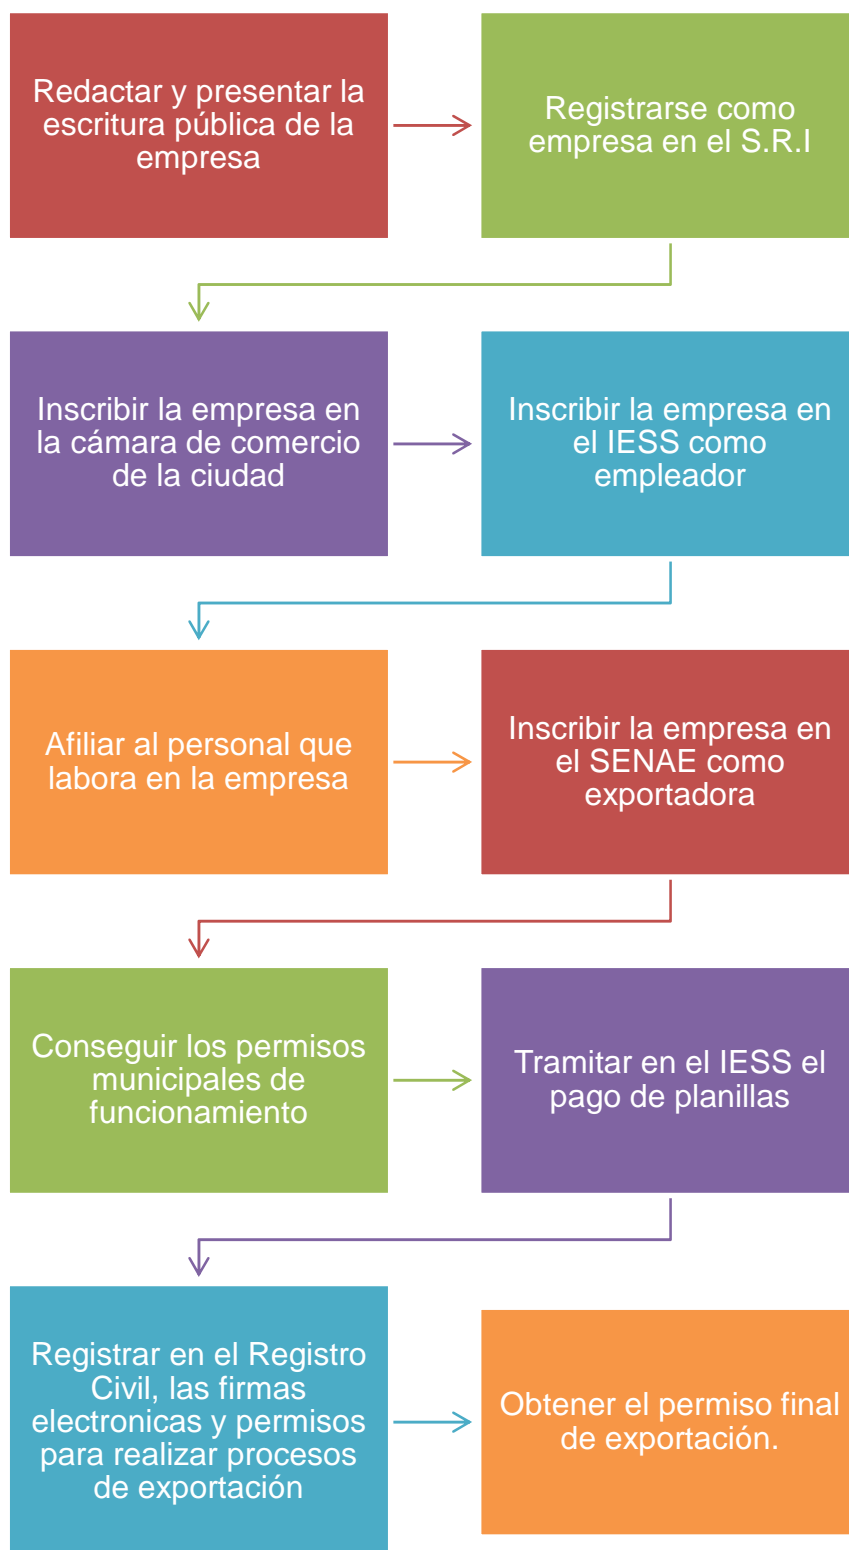 Redactar y presentar la
escritura pública de la
empresa
Registrarse como
empresa en el S.R.I
Inscribir la empresa en
la cámara de comercio
de la ciudad
Inscribir la empresa en
el IESS como
empleador
Afiliar al personal que
labora en la empresa
Inscribir la empresa en
el SENAE como
exportadora
Conseguir los permisos
municipales de
funcionamiento
Tramitar en el IESS el
pago de planillas
Registrar en el Registro
Civil, las firmas
electronicas y permisos
para realizar procesos
de exportación
Obtener el permiso final
de exportación.